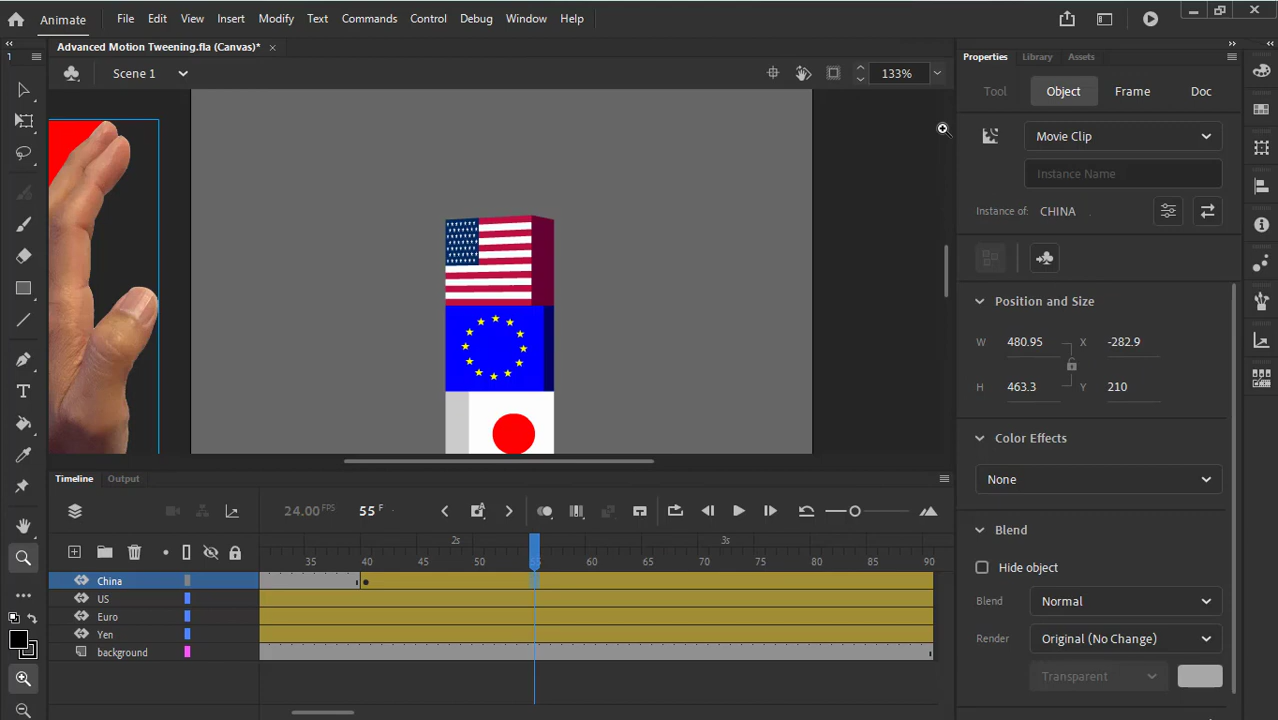 Animate File Edit View Insert Modify Text Commands Control Debug Window Help
Advanced Motion Tweening.fla (Canvas)* ×
1 Properties Library Assets
Scene 1 133%
Tool Object Frame Doc
Movie Clip
Instance Name
Instance of: CHINA
Position and Size
W 480.95 X -282.9
H 463.3 Y 210
Color Effects
None
Timeline Output
24.00 FPS 55 F
Blend
2s 3s
35 40 45 50 55 60 65 70 75 80 85 90
Hide object
China
US
Blend Normal
Euro
Yen
Render Original (No Change)
background
Transparent